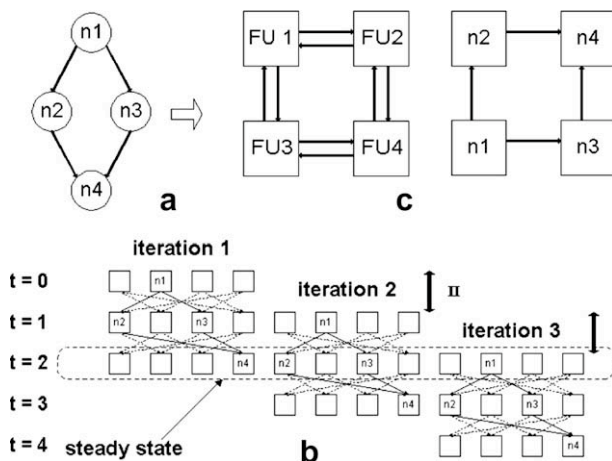 n1
n2 n3
n4
a
FU 1 FU2
FU3 FU4
n2 n4
n1 n3
c
iteration 1
iteration 2
iteration 3
II
t = 0 n1
t = 1 n2 n3 n1
t = 2 n4 n2 n3 n1
t = 3 n4 n2 n3
t = 4 n4
steady state
b